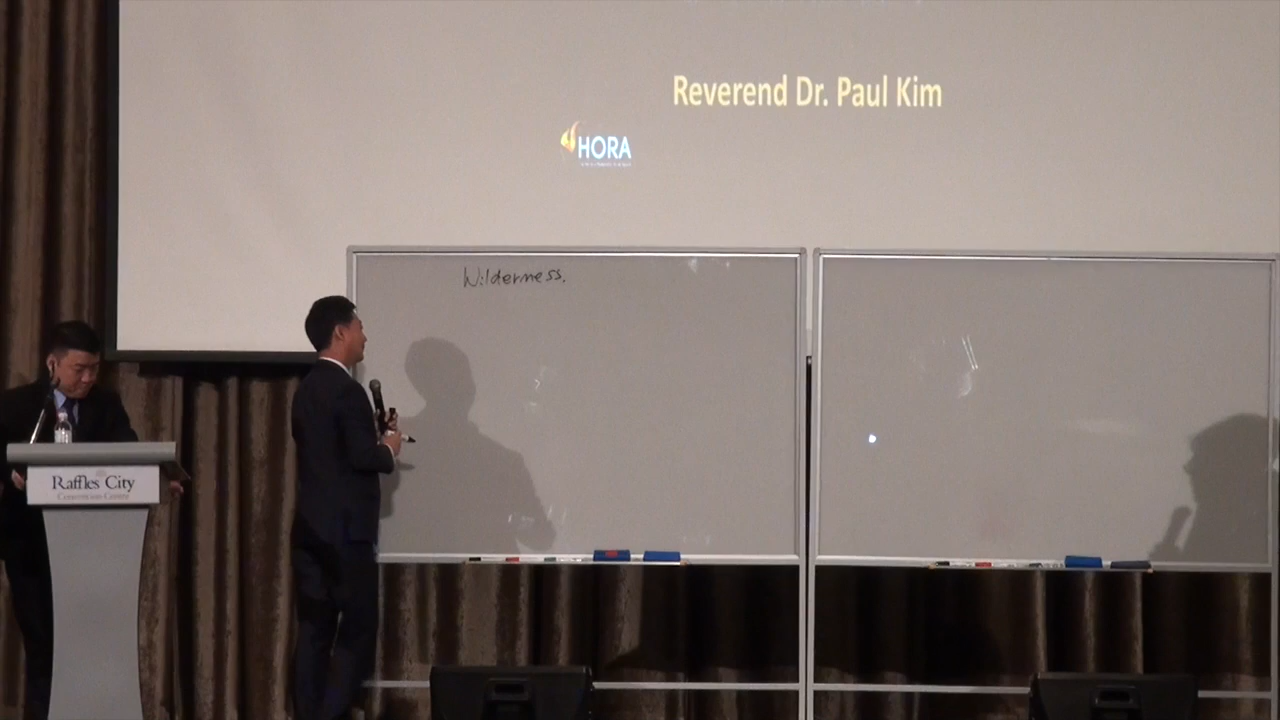 Reverend Dr. Paul Kim
HORA
Wilderness.
Raffles City
Convention Centre